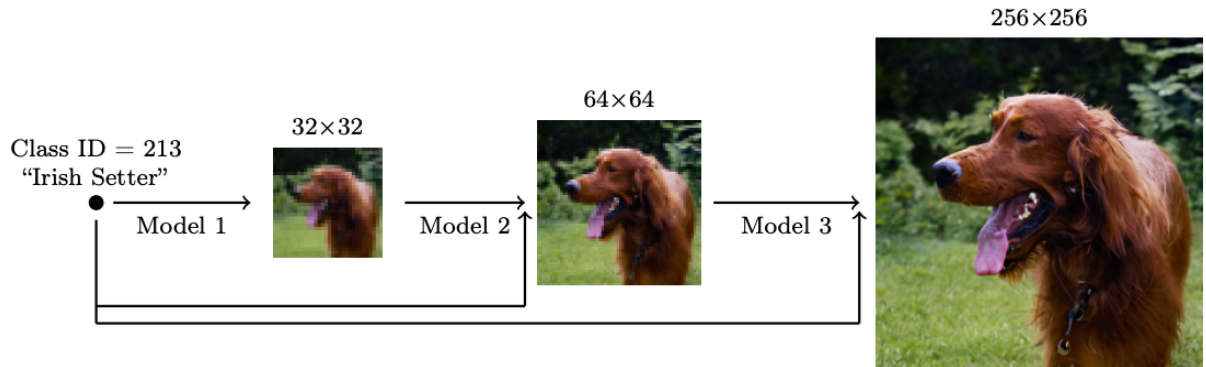 Class ID = 213
“Irish Setter”
Model 1
32×32
Model 2
64×64
Model 3
256×256